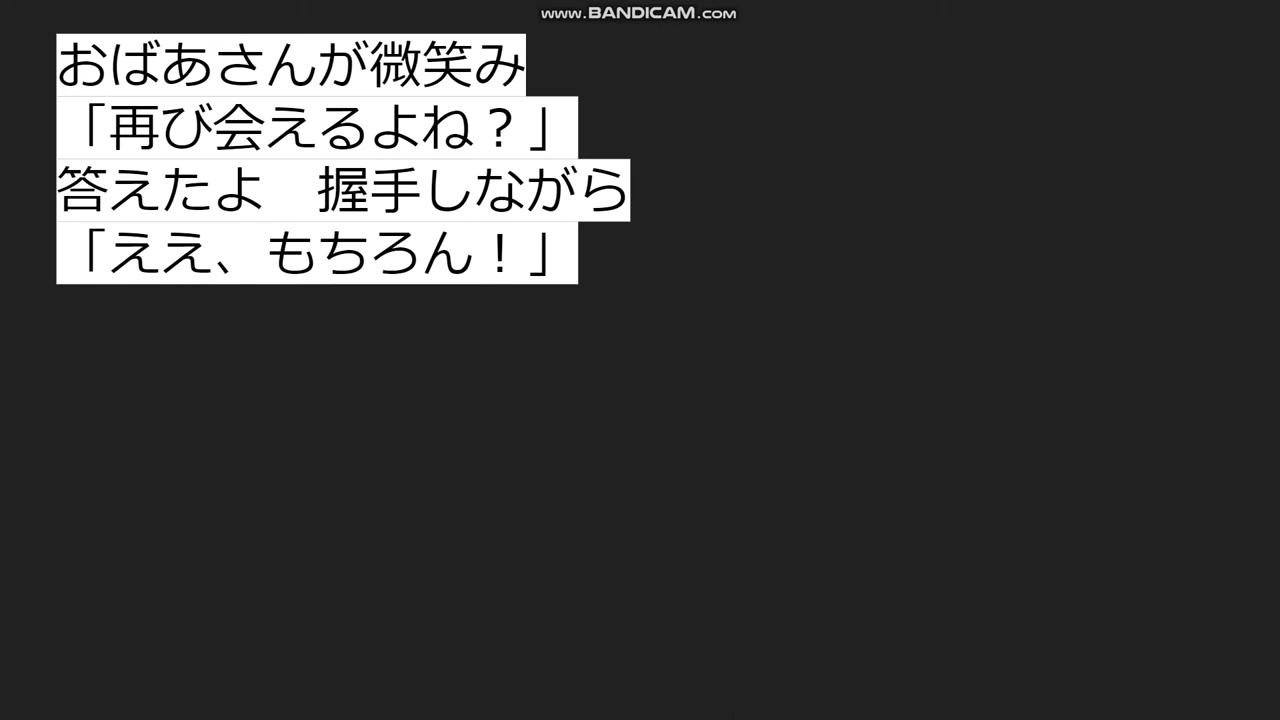 www.BANDICAM.com
おばあさんが微笑み
「再び会えるよね？」
答えたよ　握手しながら
「ええ、もちろん！」